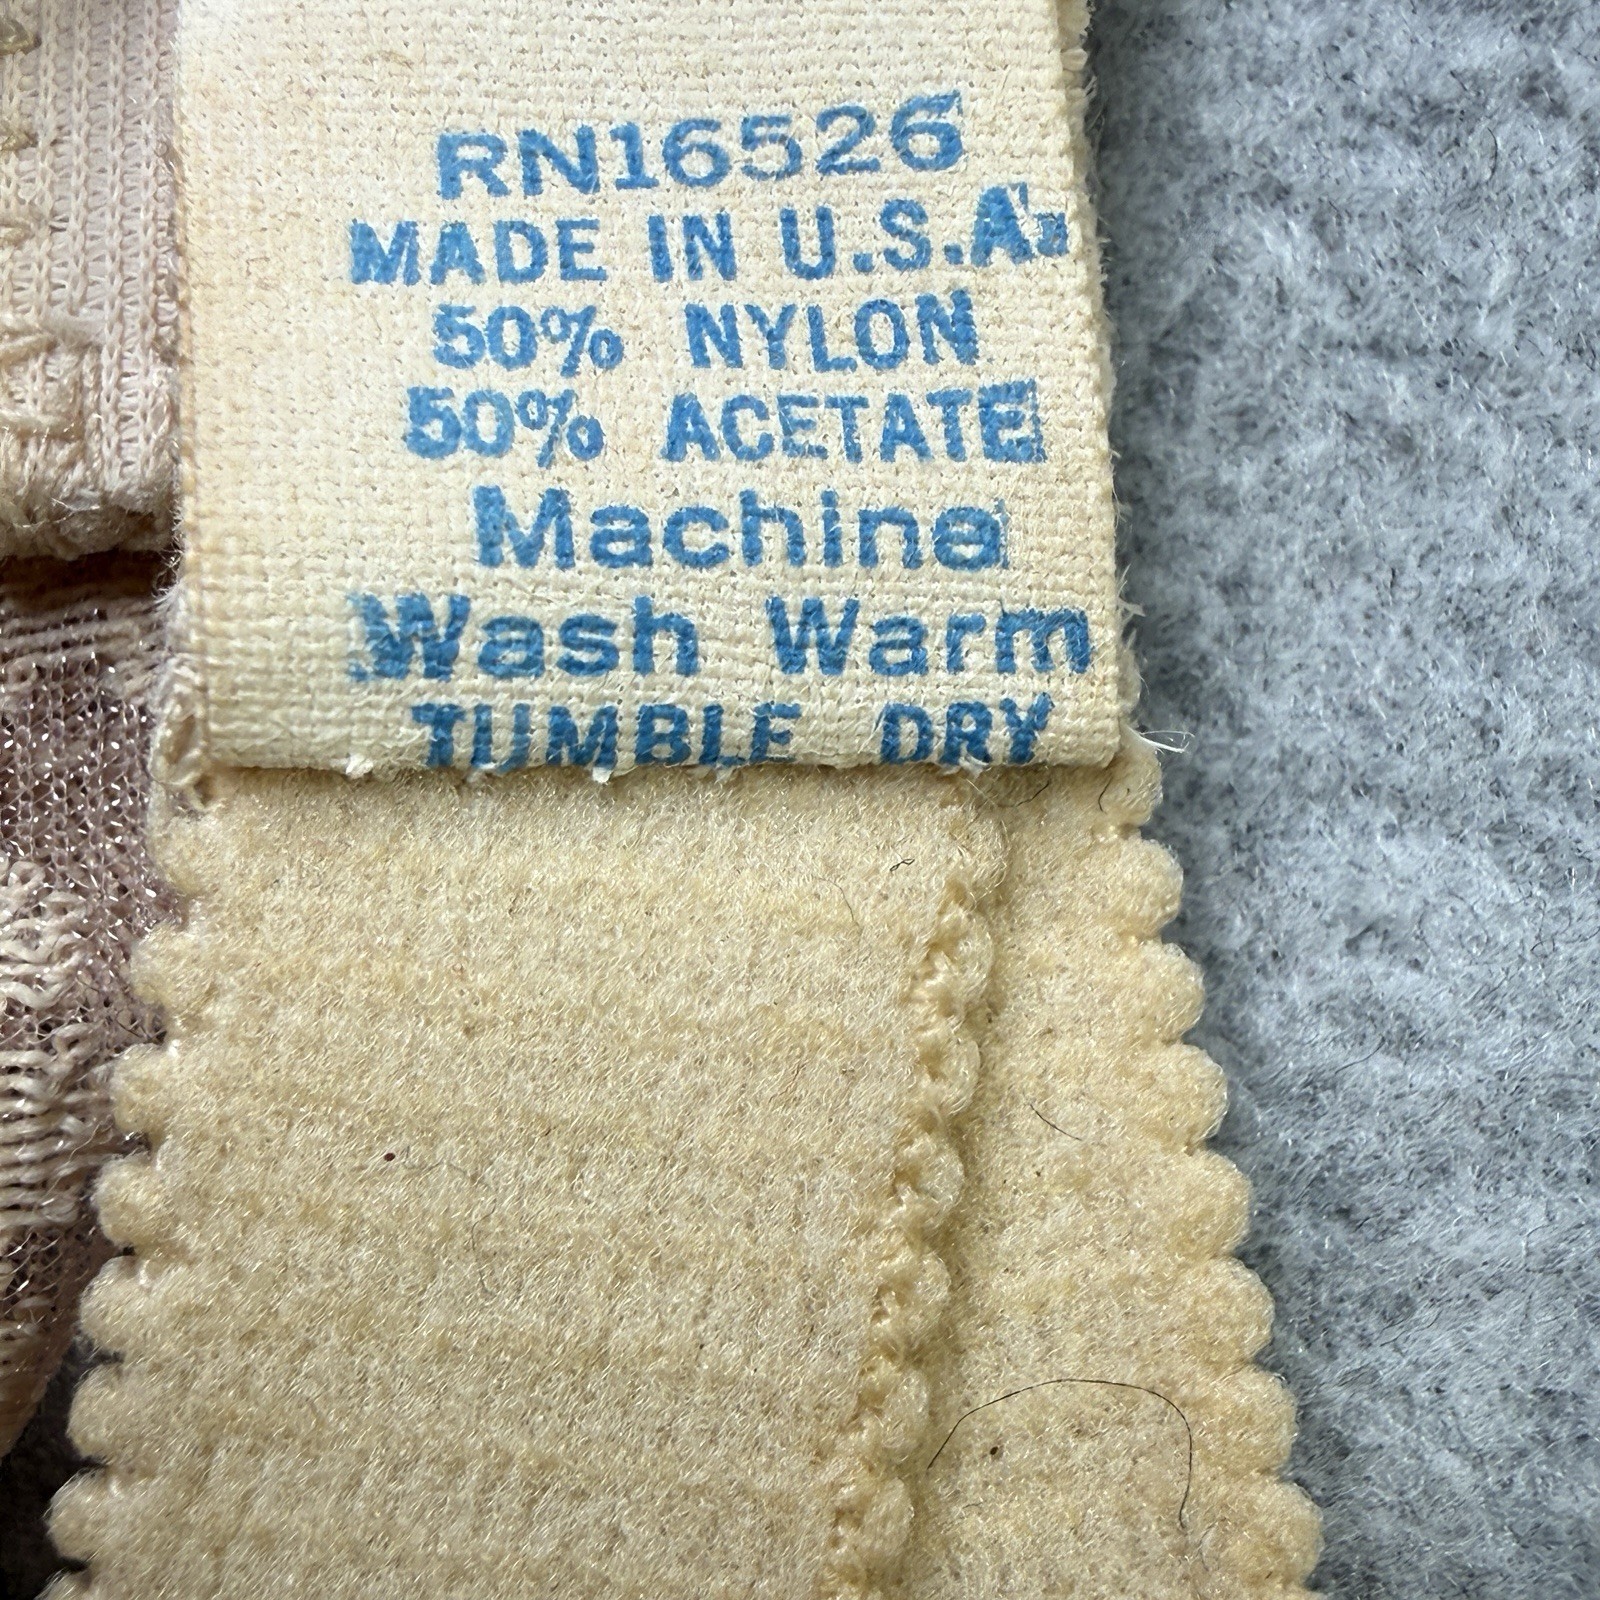 RN16526
MADE IN U.S.A.
50% NYLON
50% ACETATE
Machine
Wash Warm
TUMBLE DRY